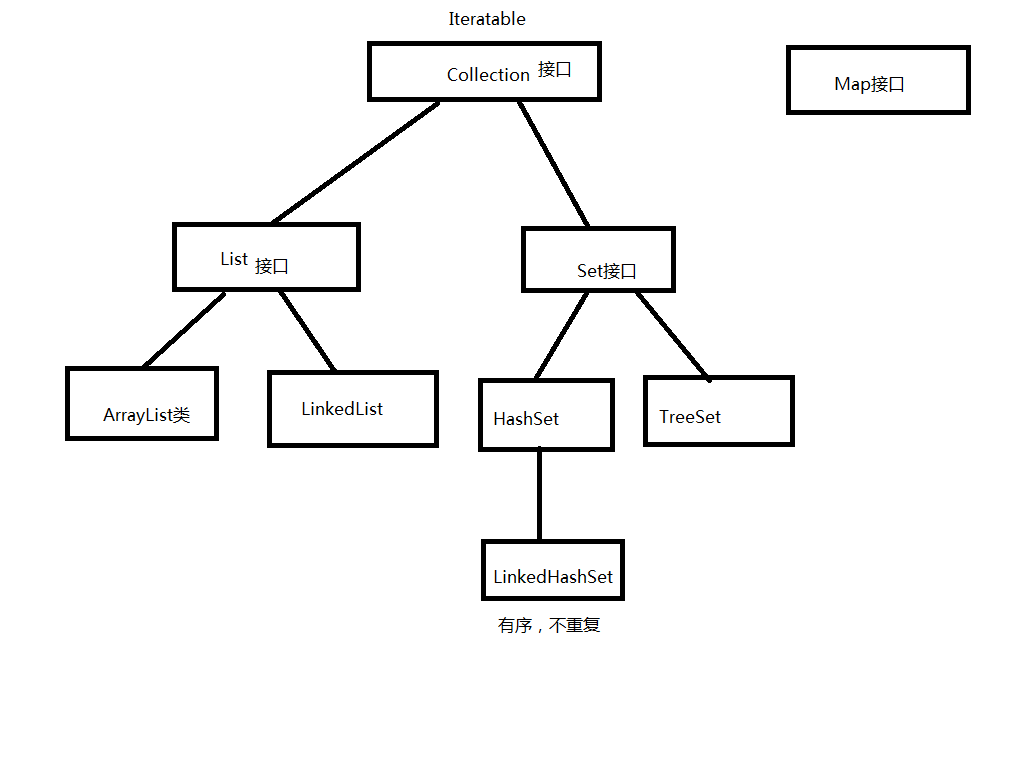 Iteratable
Collection 接口
Map接口
List 接口
Set接口
ArrayList类
LinkedList
HashSet
TreeSet
LinkedHashSet
有序，不重复